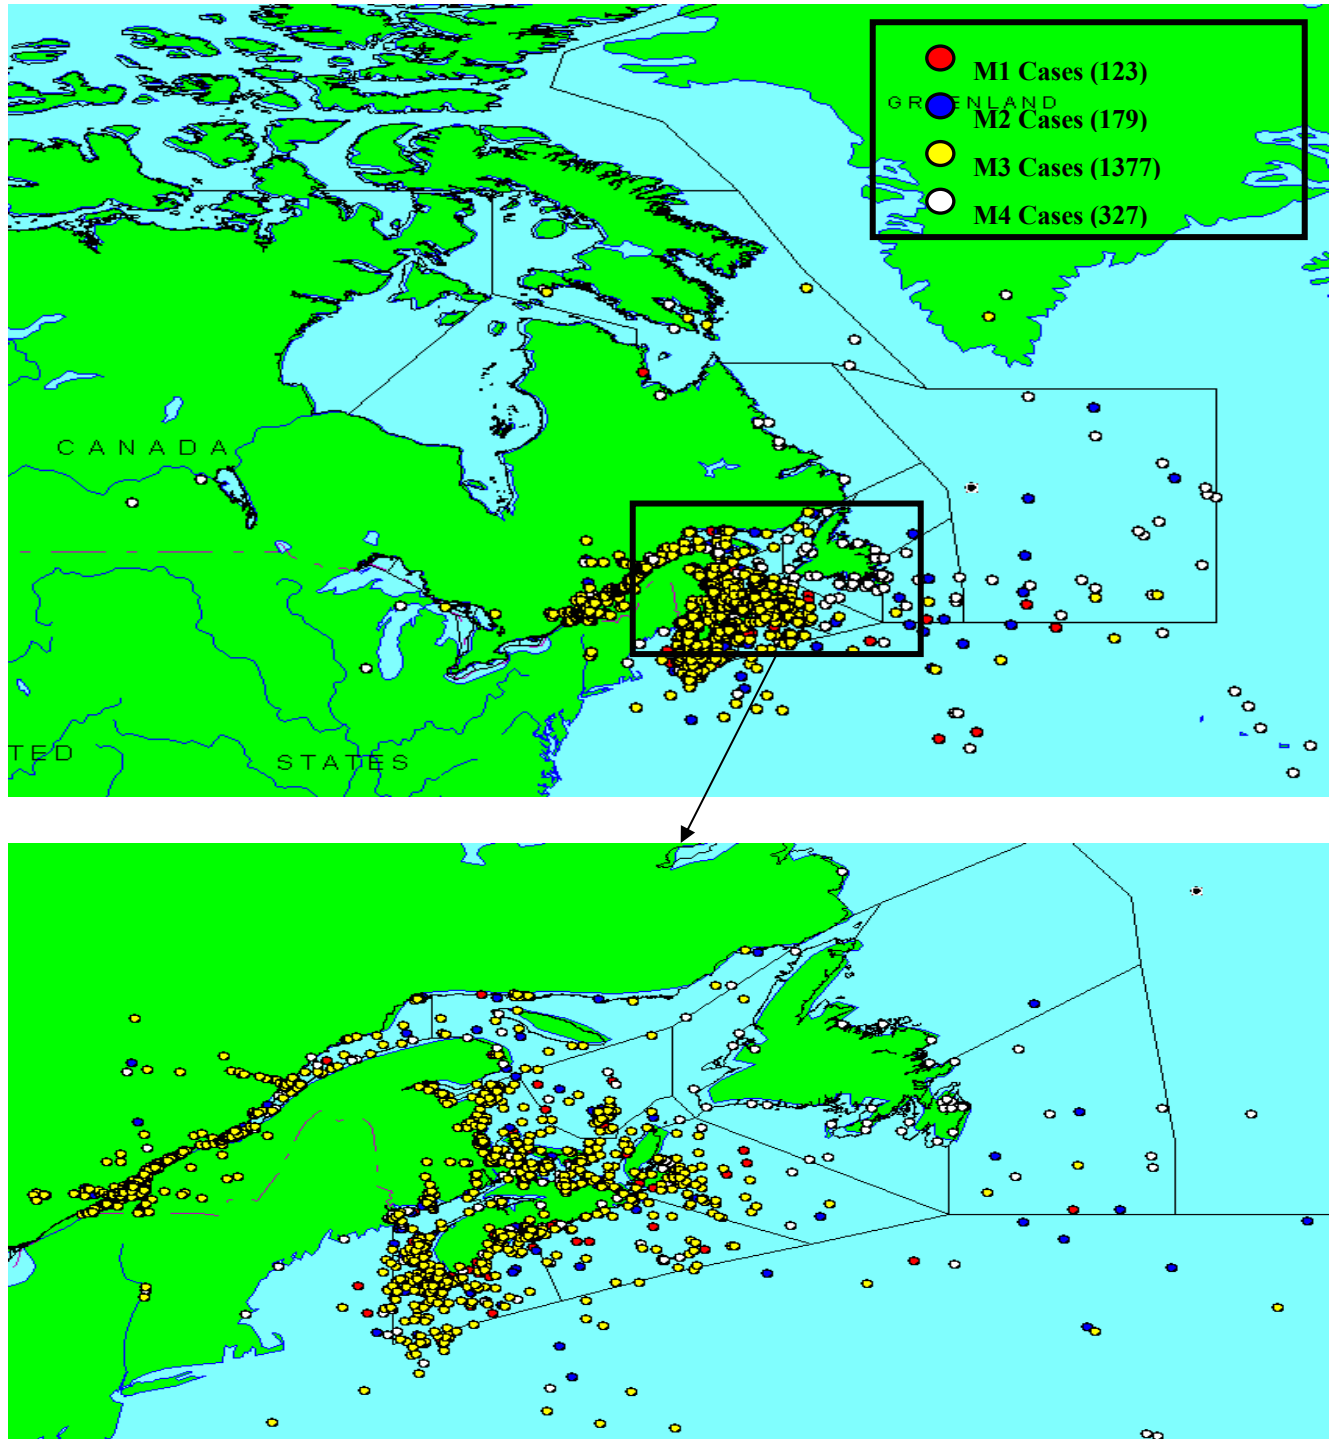 M1 Cases (123)
GREENLAND
M2 Cases (179)
M3 Cases (1377)
M4 Cases (327)
CANADA
TED
STATES